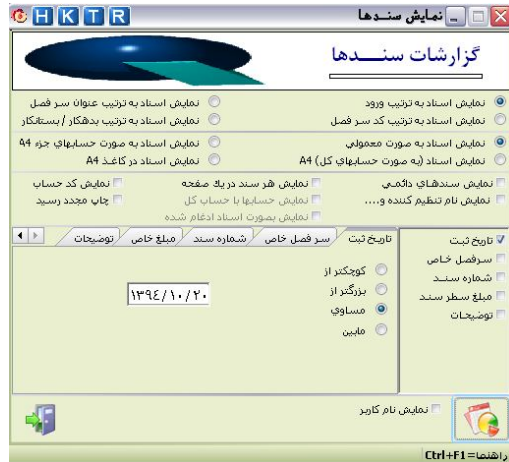 نمایش سندها
H K T R
گزارشات سندها
نمایش اسناد به ترتیب ورود
نمایش اسناد به ترتیب عنوان سر فصل
نمایش اسناد به ترتیب کد سر فصل
نمایش اسناد به ترتیب بدهکار / بستانکار
نمایش اسناد به صورت معمولی
نمایش اسناد به صورت حسابهای جزء A4
نمایش اسناد (به صورت حسابهای کل) A4
نمایش اسناد در کاغذ A4
نمایش سندهای دائمی
نمایش هر سند در یك صفحه
نمایش کد حساب
نمایش نام تنظیم کننده و....
نمایش حسابها با حساب کل
چاپ مجدد رسید
نمایش بصورت اسناد ادغام شده
تاریخ ثبت
سرفصل خاص
شماره سند
مبلغ سطر سند
توضیحات
تاریخ ثبت
سر فصل خاص
شماره سند
مبلغ خاص
توضیحات
کوچکتر از
بزرگتر از
مساوي
مابین
۱۳۹٤/۱۰/۲۰
نمایش نام کاربر
راهنما=Ctrl+F1